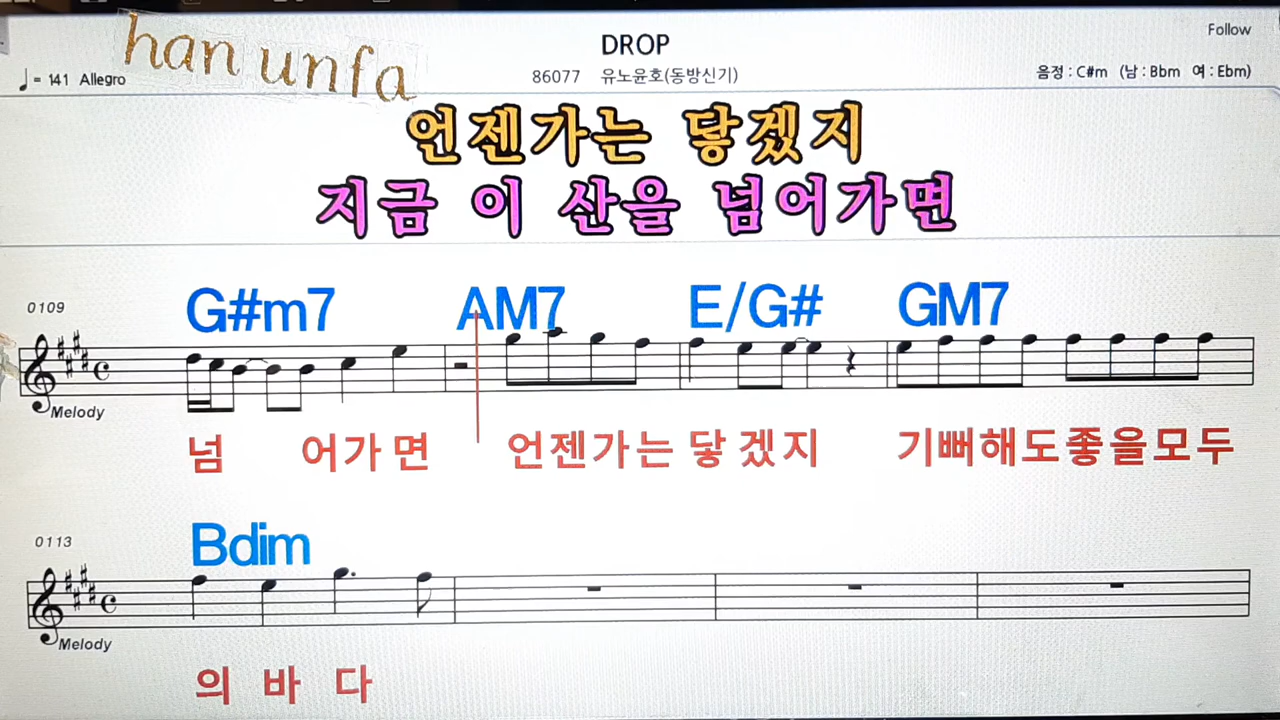 han unfa
DROP
Follow
♩= 141 Allegro
86077 유노윤호(동방신기)
음정 : C#m (남 : Bbm 여 : Ebm)
언젠가는 닿겠지
지금 이 산을 넘어가면
0109
G#m7 AM7 E/G# GM7
Melody
넘 어가면 언젠가는 닿 겠지 기뻐해도좋을모두
0113
Bdim
Melody
의 바 다